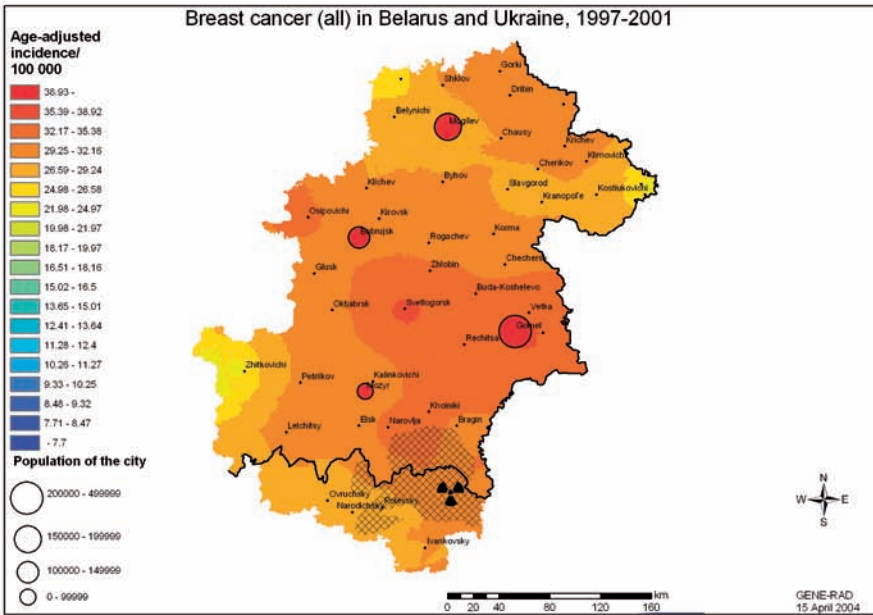 Breast cancer (all) in Belarus and Ukraine, 1997-2001
Age-adjusted
incidence/
100 000
38.93 -
35.39 - 38.92
32.17 - 35.38
29.25 - 32.16
26.59 - 29.24
24.98 - 26.58
21.98 - 24.97
19.98 - 21.97
18.17 - 19.97
16.51 - 18.16
15.02 - 16.5
13.65 - 15.01
12.41 - 13.64
11.28 - 12.4
10.26 - 11.27
9.33 - 10.25
8.48 - 9.32
7.71 - 8.47
- 7.7
Population of the city
200000 - 499999
150000 - 199999
100000 - 149999
0 - 99999
Gorki
Shklov
Dribin
Belynichi
Mogilev
Chausy
Krichev
Klimovichi
Cherikov
Klichev
Byhov
Slavgorod
Kostiukovichi
Kranopol'e
Osipovichi
Kirovsk
Bobrujsk
Rogachev
Korma
Chechersk
Glusk
Zhlobin
Buda-Koshelevo
Oktjabrsk
Svetlogorsk
Vetka
Gomel
Rechitsa
Zhitkovichi
Petrikov
Kalinkovichi
Mozyr
Khoiniki
Elsk
Narovlja
Bragin
Lelchitsy
Ovruchsky
Polessky
Narodichsky
Ivankovsky
N
W E
S
km
0 20 40 80 120 160
GENE-RAD
15 April 2004